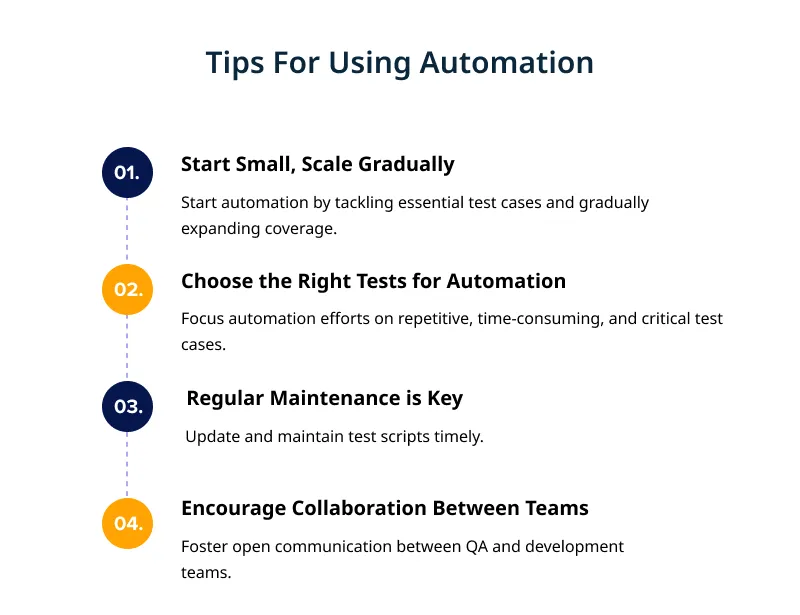 Tips For Using Automation
01.
Start Small, Scale Gradually
Start automation by tackling essential test cases and gradually
expanding coverage.
02.
Choose the Right Tests for Automation
Focus automation efforts on repetitive, time-consuming, and critical test
cases.
03.
Regular Maintenance is Key
Update and maintain test scripts timely.
04.
Encourage Collaboration Between Teams
Foster open communication between QA and development
teams.